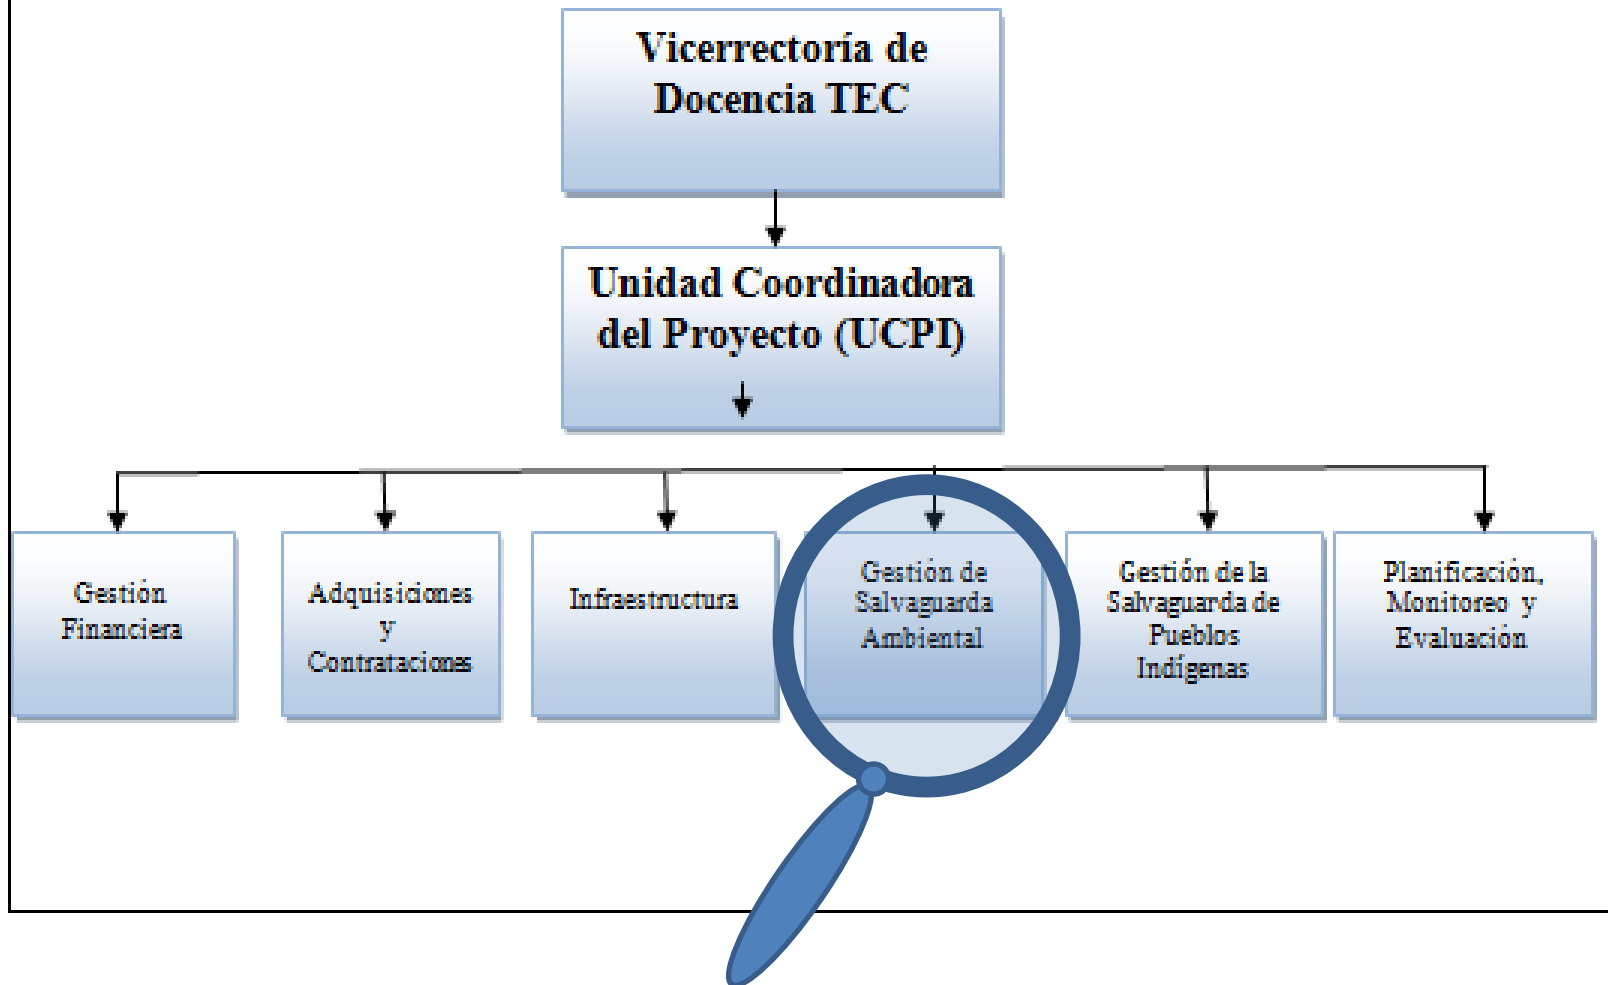 Vicerrectoría de
Docencia TEC
Unidad Coordinadora
del Proyecto (UCPI)
Gestión
Financiera
Adquisiciones
y
Contrataciones
Infraestructura
Gestión de
Salvaguarda
Ambiental
Gestión de la
Salvaguarda de
Pueblos
Indígenas
Planificación,
Monitoreo y
Evaluación